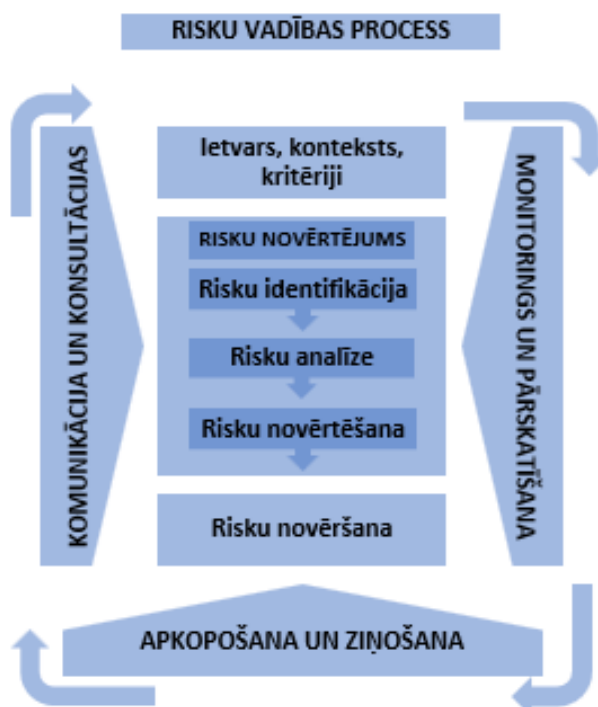 RISKU VADĪBAS PROCESS
Ietvars, konteksts,
kritēriji
KOMUNIKĀCIJA UN KONSULTĀCIJAS
RISKU NOVĒRTĒJUMS
Risku identifikācija
Risku analīze
Risku novērtēšana
Risku novēršana
MONITORINGS UN PĀRSKATĪŠANA
APKOPOŠANA UN ZIŅOŠANA